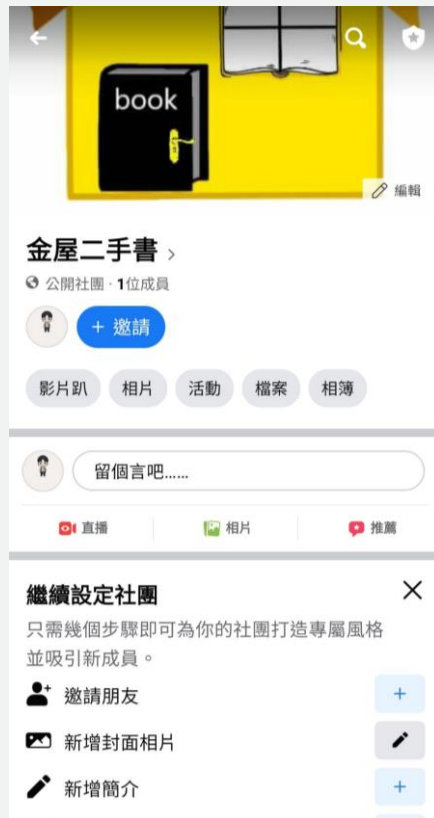 book
編輯
金屋二手書
公開社團 · 1位成員
+ 邀請
影片趴 相片 活動 檔案 相簿
留個言吧......
直播 相片 推薦
繼續設定社團
只需幾個步驟即可為你的社團打造專屬風格
並吸引新成員。
邀請朋友
新增封面相片
新增簡介